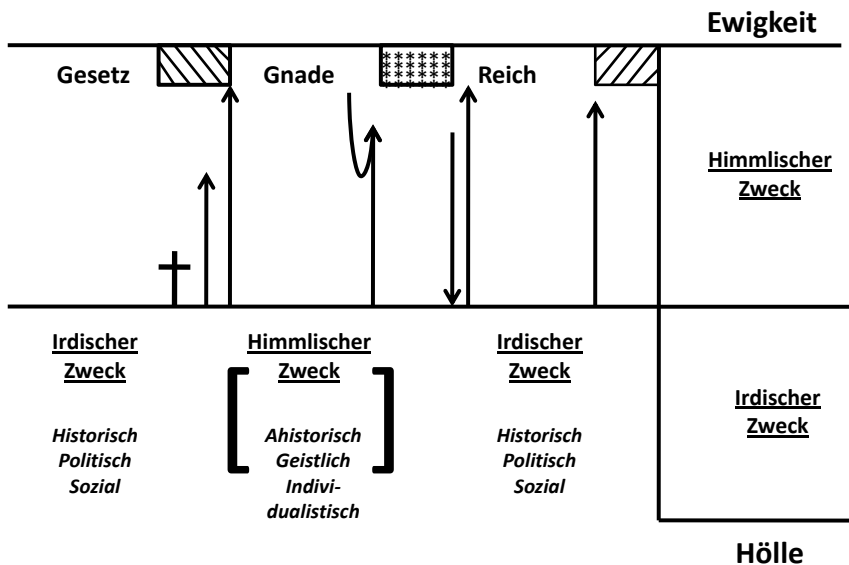 Ewigkeit
Gesetz
Gnade
Reich
Himmlischer
Zweck
Irdischer
Zweck
Historisch
Politisch
Sozial
Himmlischer
Zweck
Ahistorisch
Geistlich
Indivi-
dualistisch
Irdischer
Zweck
Historisch
Politisch
Sozial
Irdischer
Zweck
Hölle